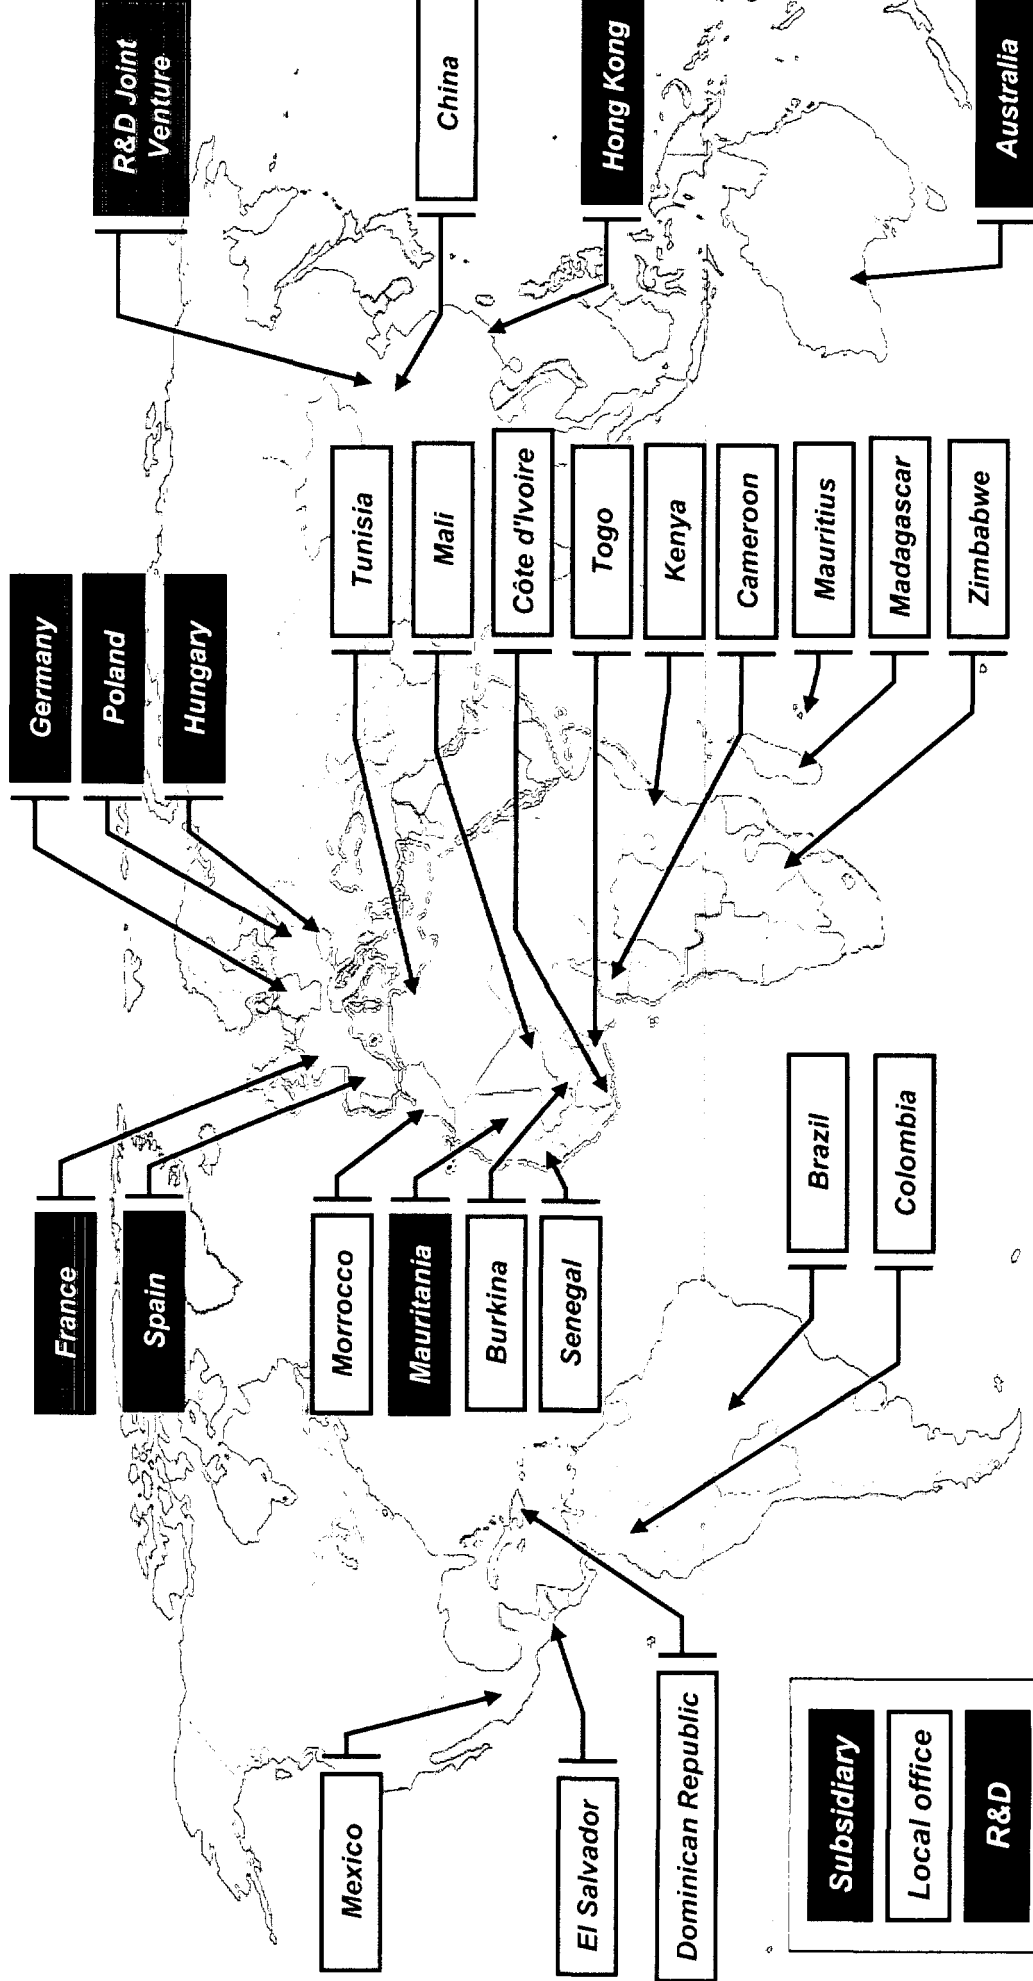 Germany
Poland
Hungary
France
Spain
R&D Joint
Venture
China
Hong Kong
Australia
Tunisia
Mali
Côte d'Ivoire
Togo
Kenya
Cameroon
Mauritius
Madagascar
Zimbabwe
Morrocco
Mauritania
Burkina
Senegal
Brazil
Colombia
Mexico
El Salvador
Dominican Republic
Subsidiary
Local office
R&D